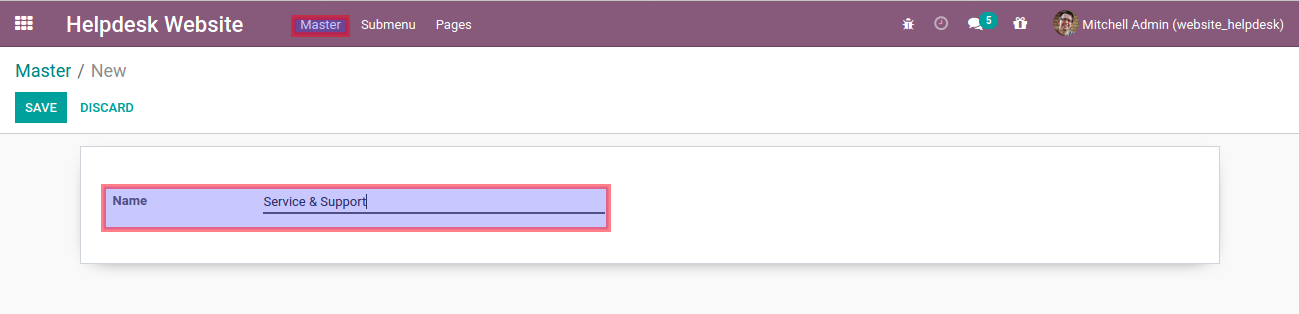 Helpdesk Website Master Submenu Pages 5 Mitchell Admin (website_helpdesk)
Master / New
SAVE DISCARD
Name Service & Support